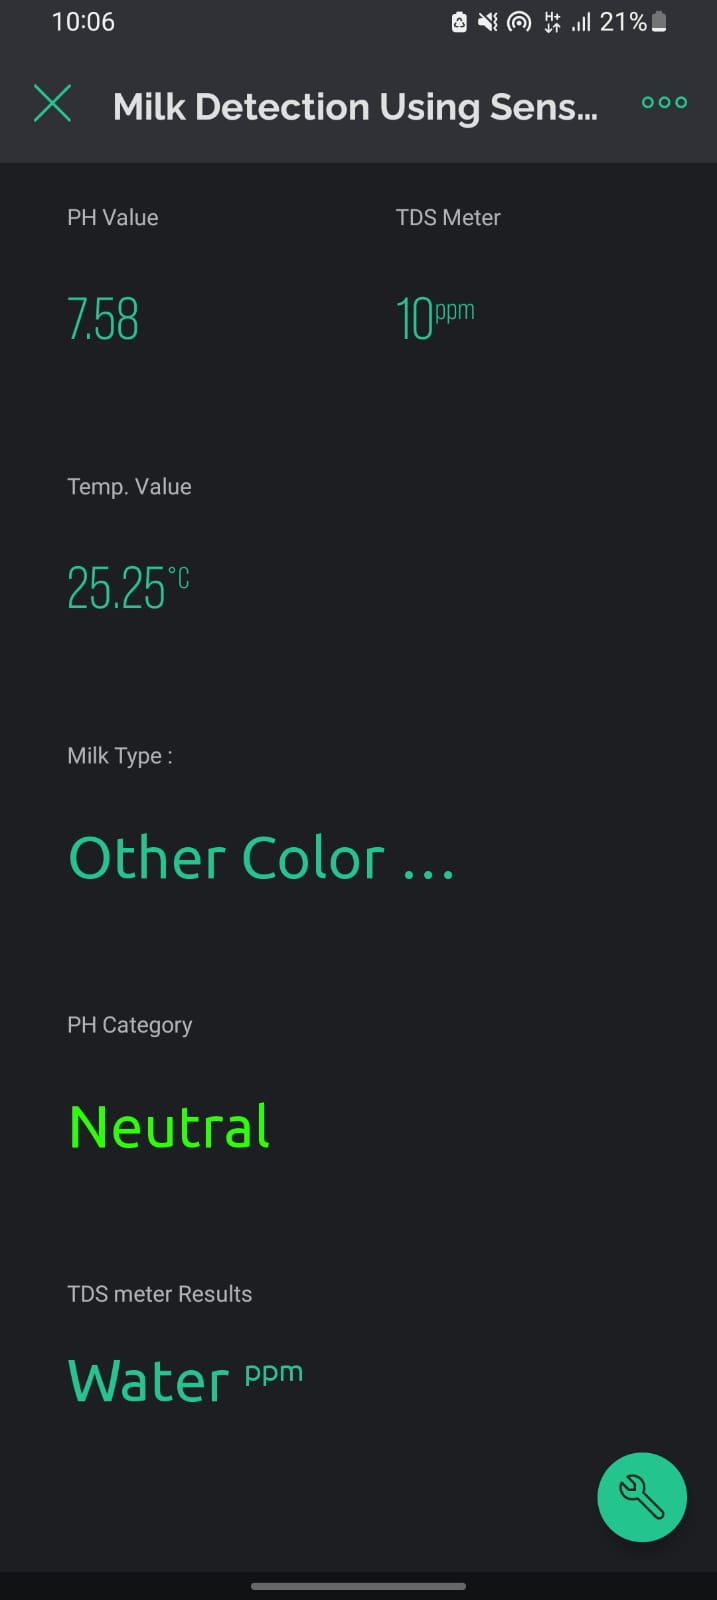 10:06 H+ 21%
Milk Detection Using Sens...
PH Value TDS Meter
7.58 10ppm
Temp. Value
25.25°C
Milk Type :
Other Color ...
PH Category
Neutral
TDS meter Results
Water ppm